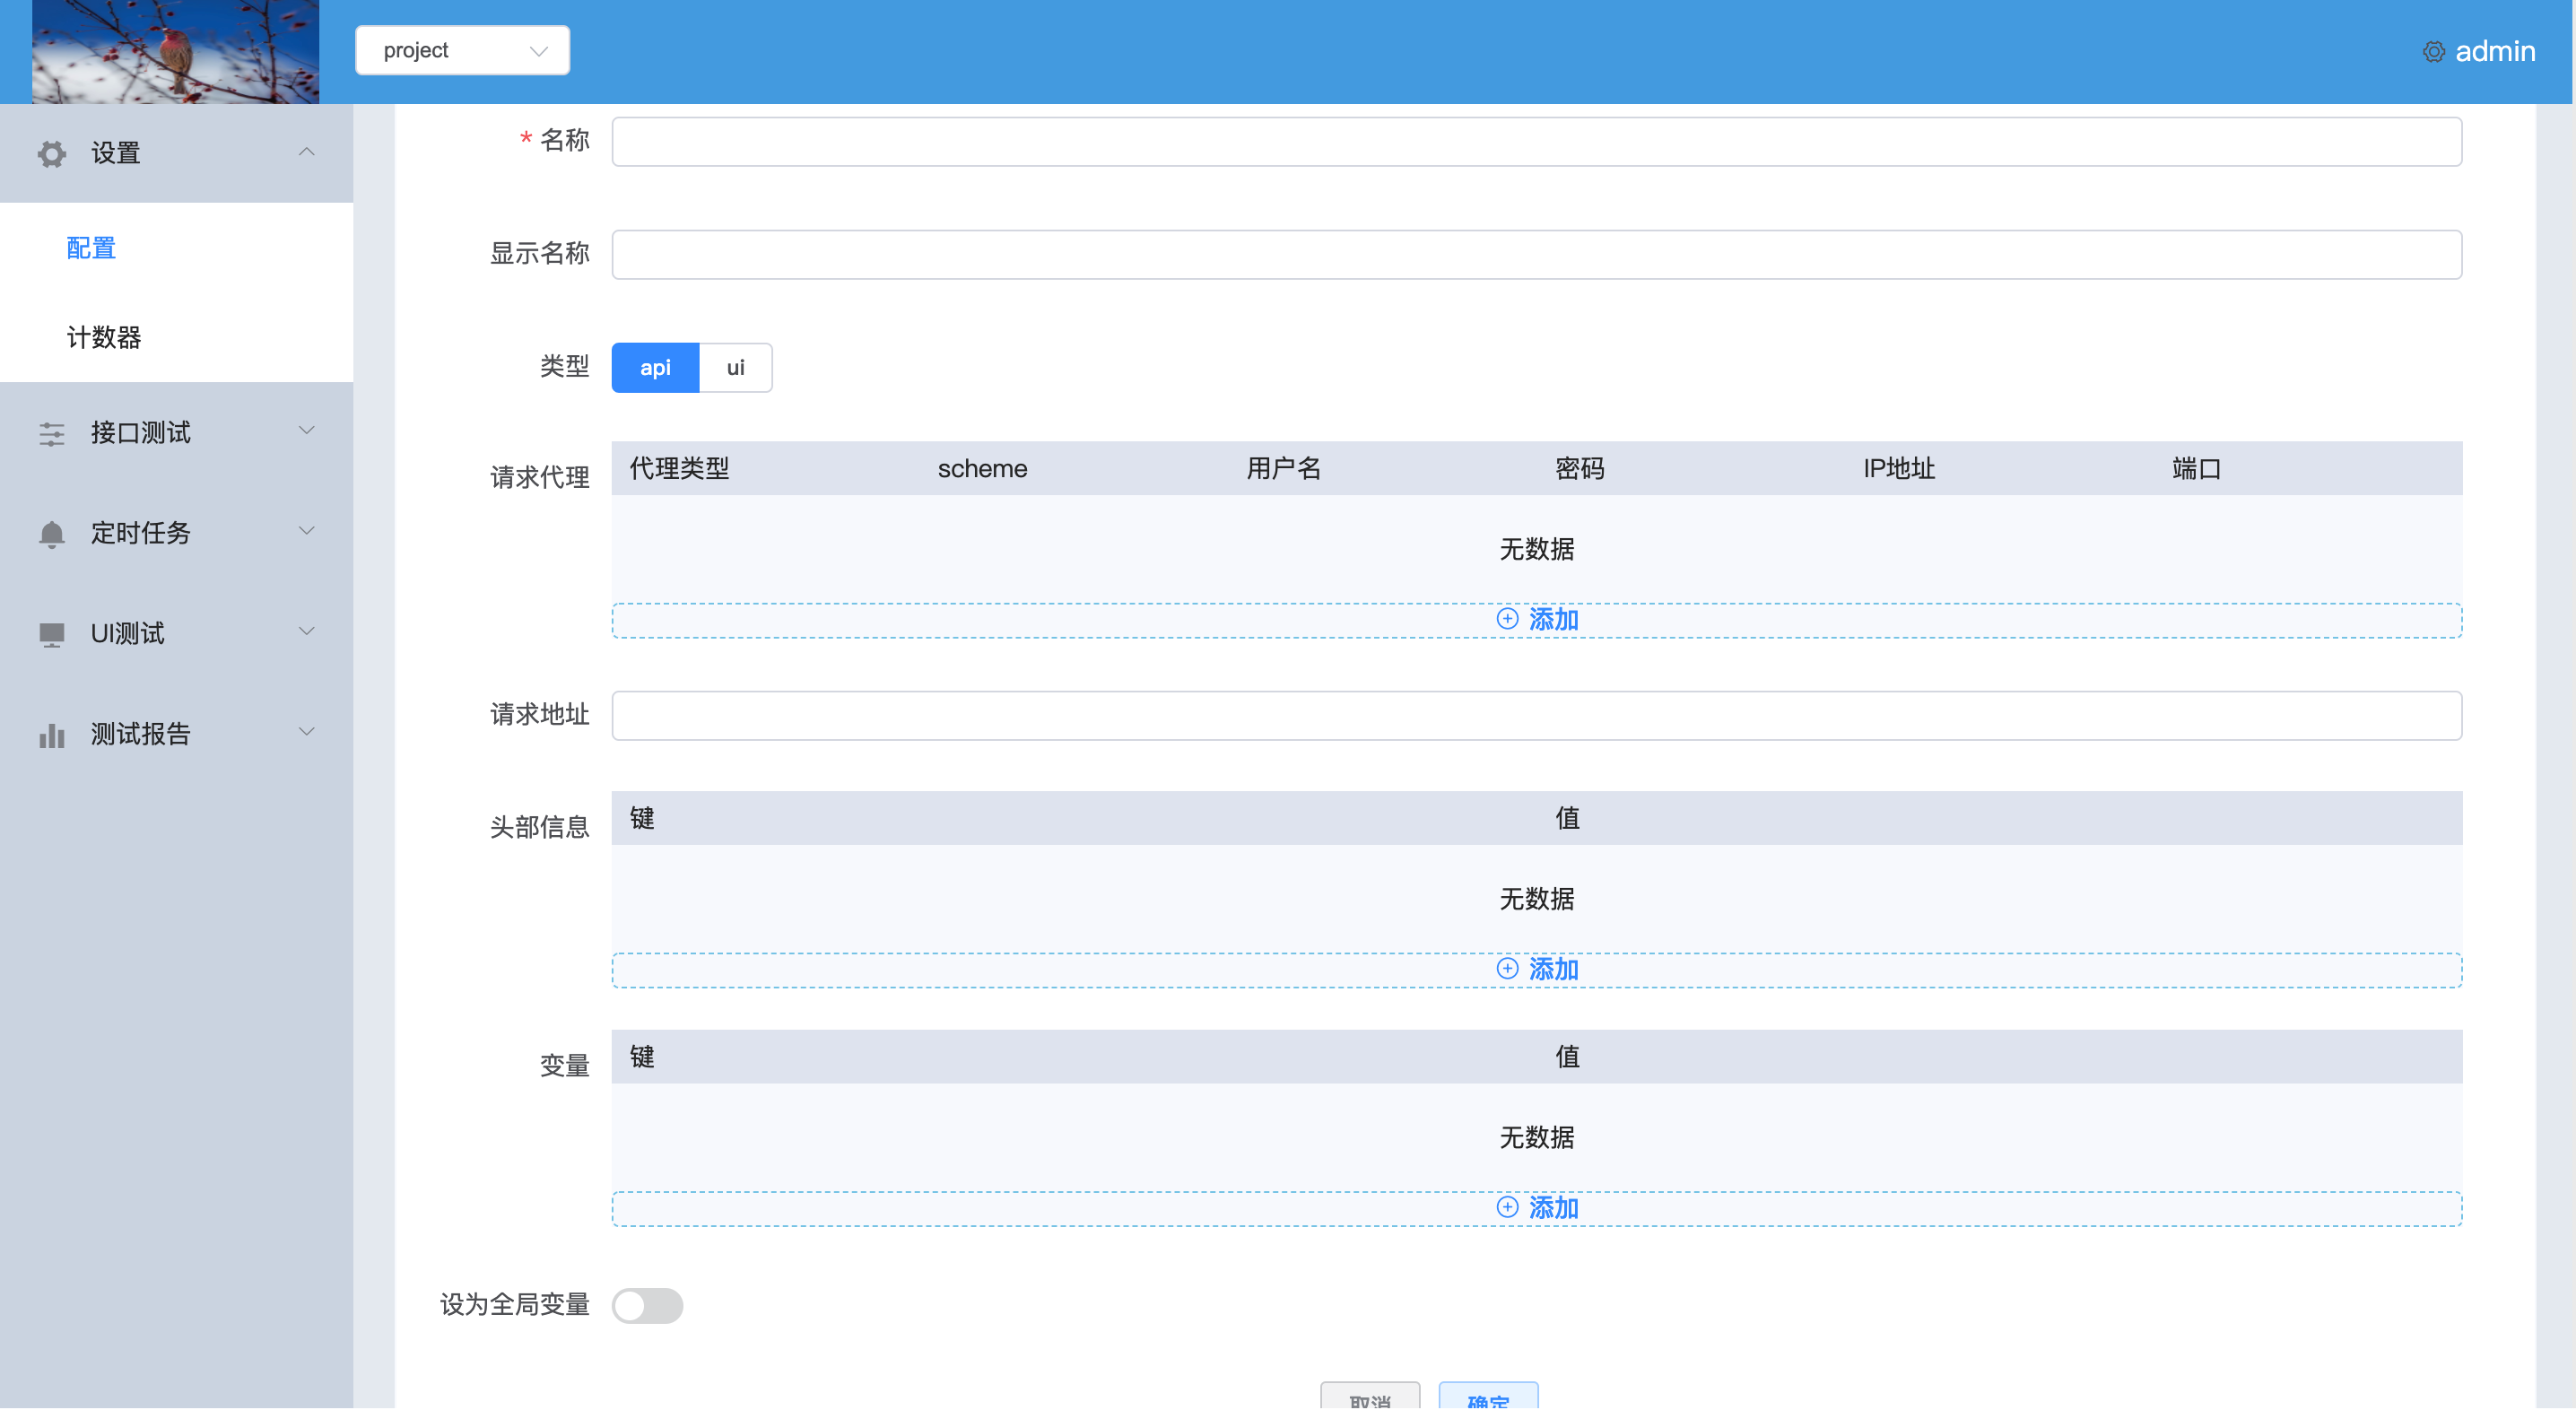 project
admin
设置
配置
计数器
接口测试
定时任务
UI测试
测试报告
* 名称
显示名称
类型 api ui
请求代理 代理类型 scheme 用户名 密码 IP地址 端口
无数据
添加
请求地址
头部信息 键 值
无数据
添加
变量 键 值
无数据
添加
设为全局变量
取消 确定